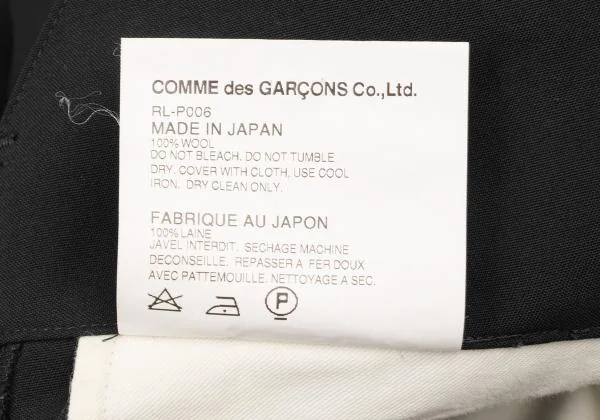 COMME des GARÇONS Co.,Ltd.
RL-P006
MADE IN JAPAN
100% WOOL
DO NOT BLEACH. DO NOT TUMBLE
DRY. COVER WITH CLOTH. USE COOL
IRON. DRY CLEAN ONLY.
FABRIQUE AU JAPON
100% LAINE
JAVEL INTERDIT. SECHAGE MACHINE
DECONSEILLE. REPASSER A FER DOUX
AVEC PATTEMOUILLE. NETTOYAGE A SEC.
P